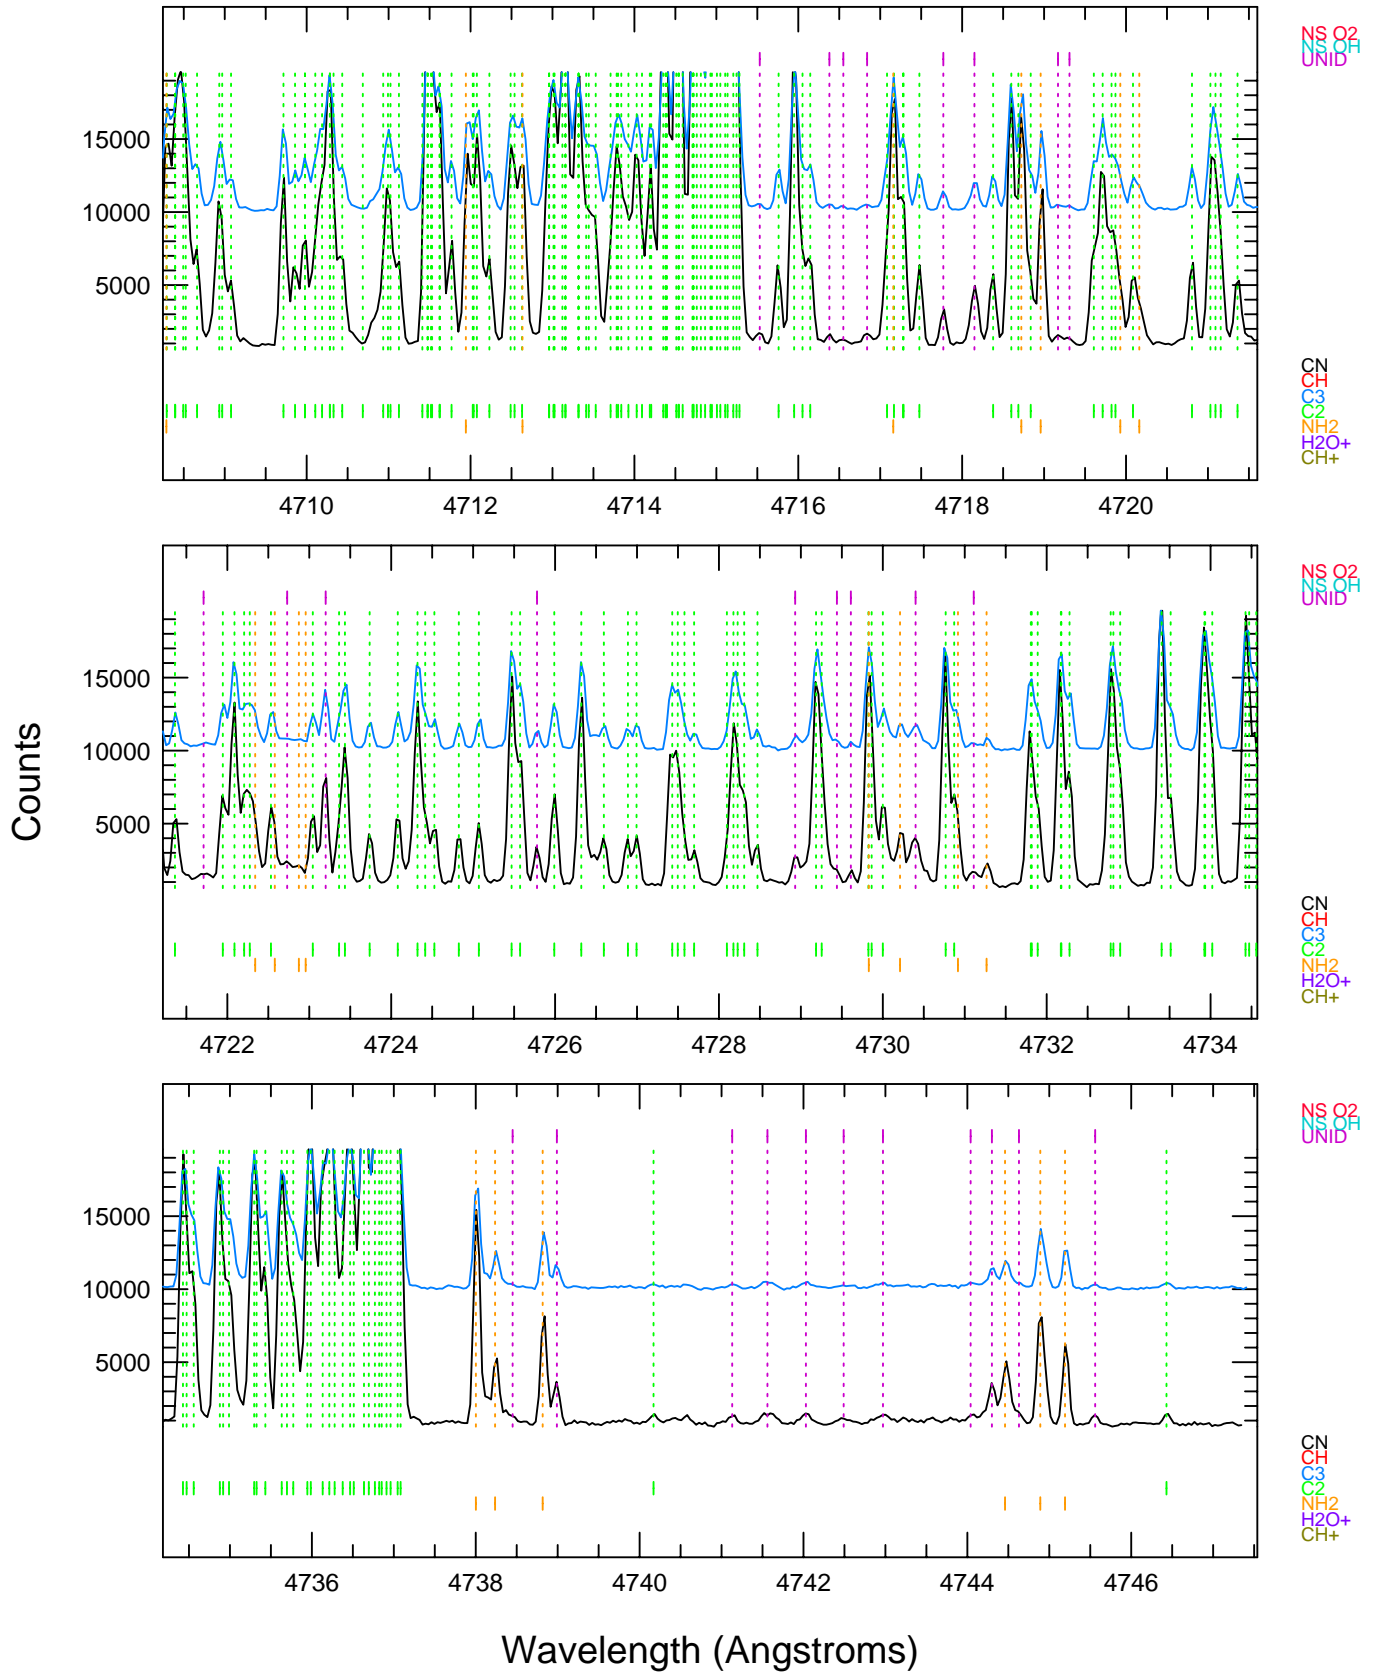 NS O2
NS OH
UNID
15000
10000
5000
CN
CH
C3
C2
NH2
H2O+
CH+
4710 4712 4714 4716 4718 4720
NS O2
NS OH
UNID
15000
10000
5000
Counts
CN
CH
C3
C2
NH2
H2O+
CH+
4722 4724 4726 4728 4730 4732 4734
NS O2
NS OH
UNID
15000
10000
5000
CN
CH
C3
C2
NH2
H2O+
CH+
4736 4738 4740 4742 4744 4746
Wavelength (Angstroms)